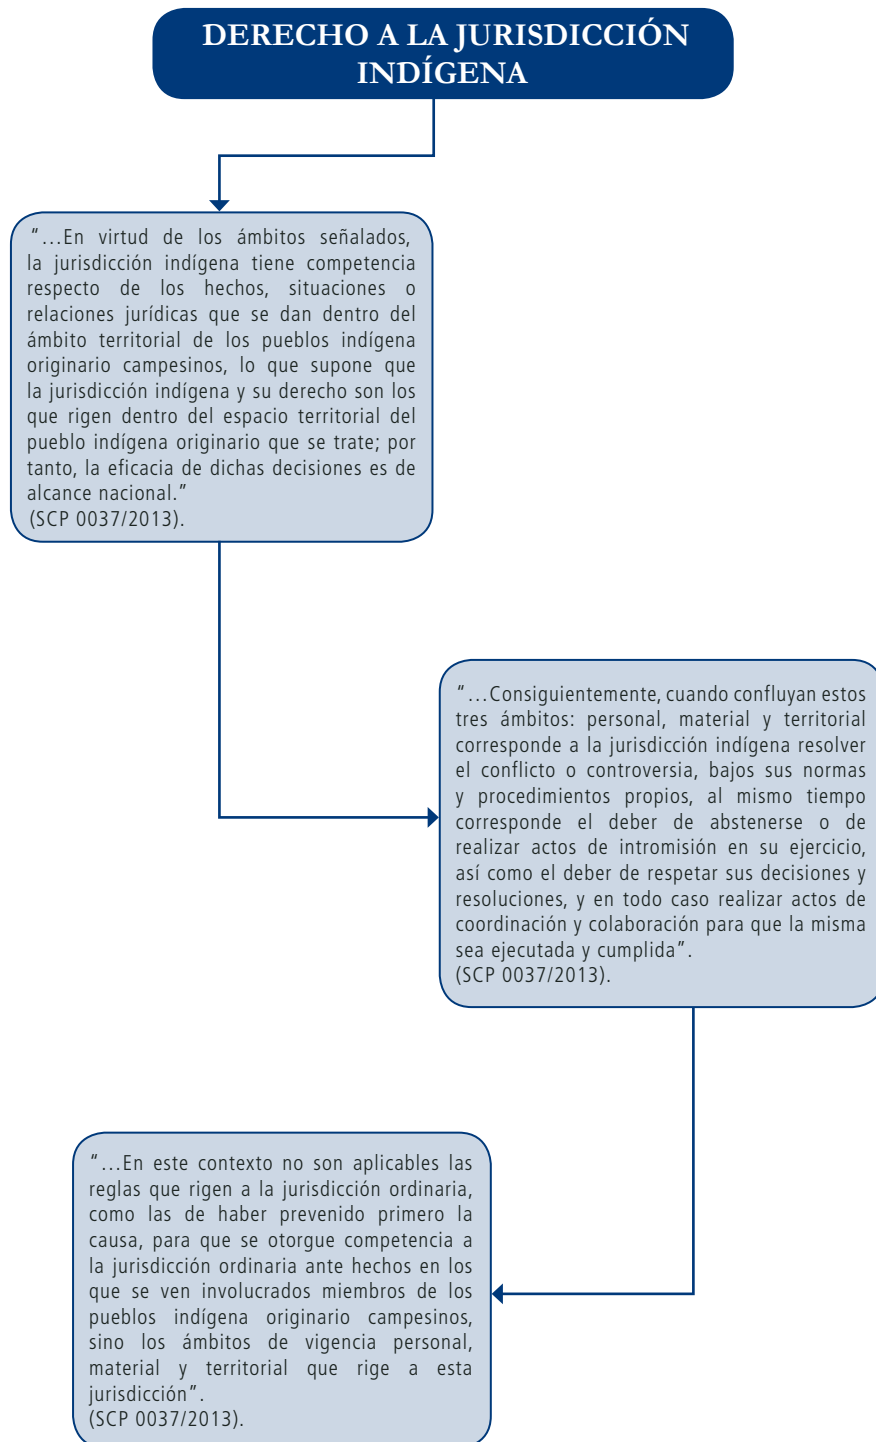 DERECHO A LA JURISDICCIÓN
INDÍGENA
“…En virtud de los ámbitos señalados,
la jurisdicción indígena tiene competencia
respecto de los hechos, situaciones o
relaciones jurídicas que se dan dentro del
ámbito territorial de los pueblos indígena
originario campesinos, lo que supone que
la jurisdicción indígena y su derecho son los
que rigen dentro del espacio territorial del
pueblo indígena originario que se trate; por
tanto, la eficacia de dichas decisiones es de
alcance nacional.”
(SCP 0037/2013).
“…Consiguientemente, cuando confluyan estos
tres ámbitos: personal, material y territorial
corresponde a la jurisdicción indígena resolver
el conflicto o controversia, bajos sus normas
y procedimientos propios, al mismo tiempo
corresponde el deber de abstenerse o de
realizar actos de intromisión en su ejercicio,
así como el deber de respetar sus decisiones y
resoluciones, y en todo caso realizar actos de
coordinación y colaboración para que la misma
sea ejecutada y cumplida”.
(SCP 0037/2013).
“…En este contexto no son aplicables las
reglas que rigen a la jurisdicción ordinaria,
como las de haber prevenido primero la
causa, para que se otorgue competencia a
la jurisdicción ordinaria ante hechos en los
que se ven involucrados miembros de los
pueblos indígena originario campesinos,
sino los ámbitos de vigencia personal,
material y territorial que rige a esta
jurisdicción”.
(SCP 0037/2013).